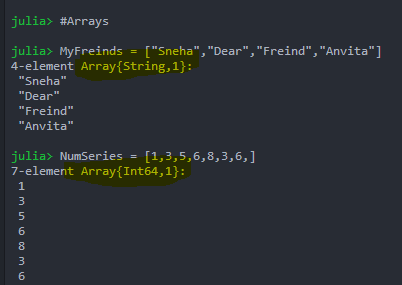 julia> #Arrays
julia> MyFreinds = ["Sneha","Dear","Freind","Anvita"]
4-element Array{String,1}:
"Sneha"
"Dear"
"Freind"
"Anvita"
julia> NumSeries = [1,3,5,6,8,3,6,]
7-element Array{Int64,1}:
1
3
5
6
8
3
6